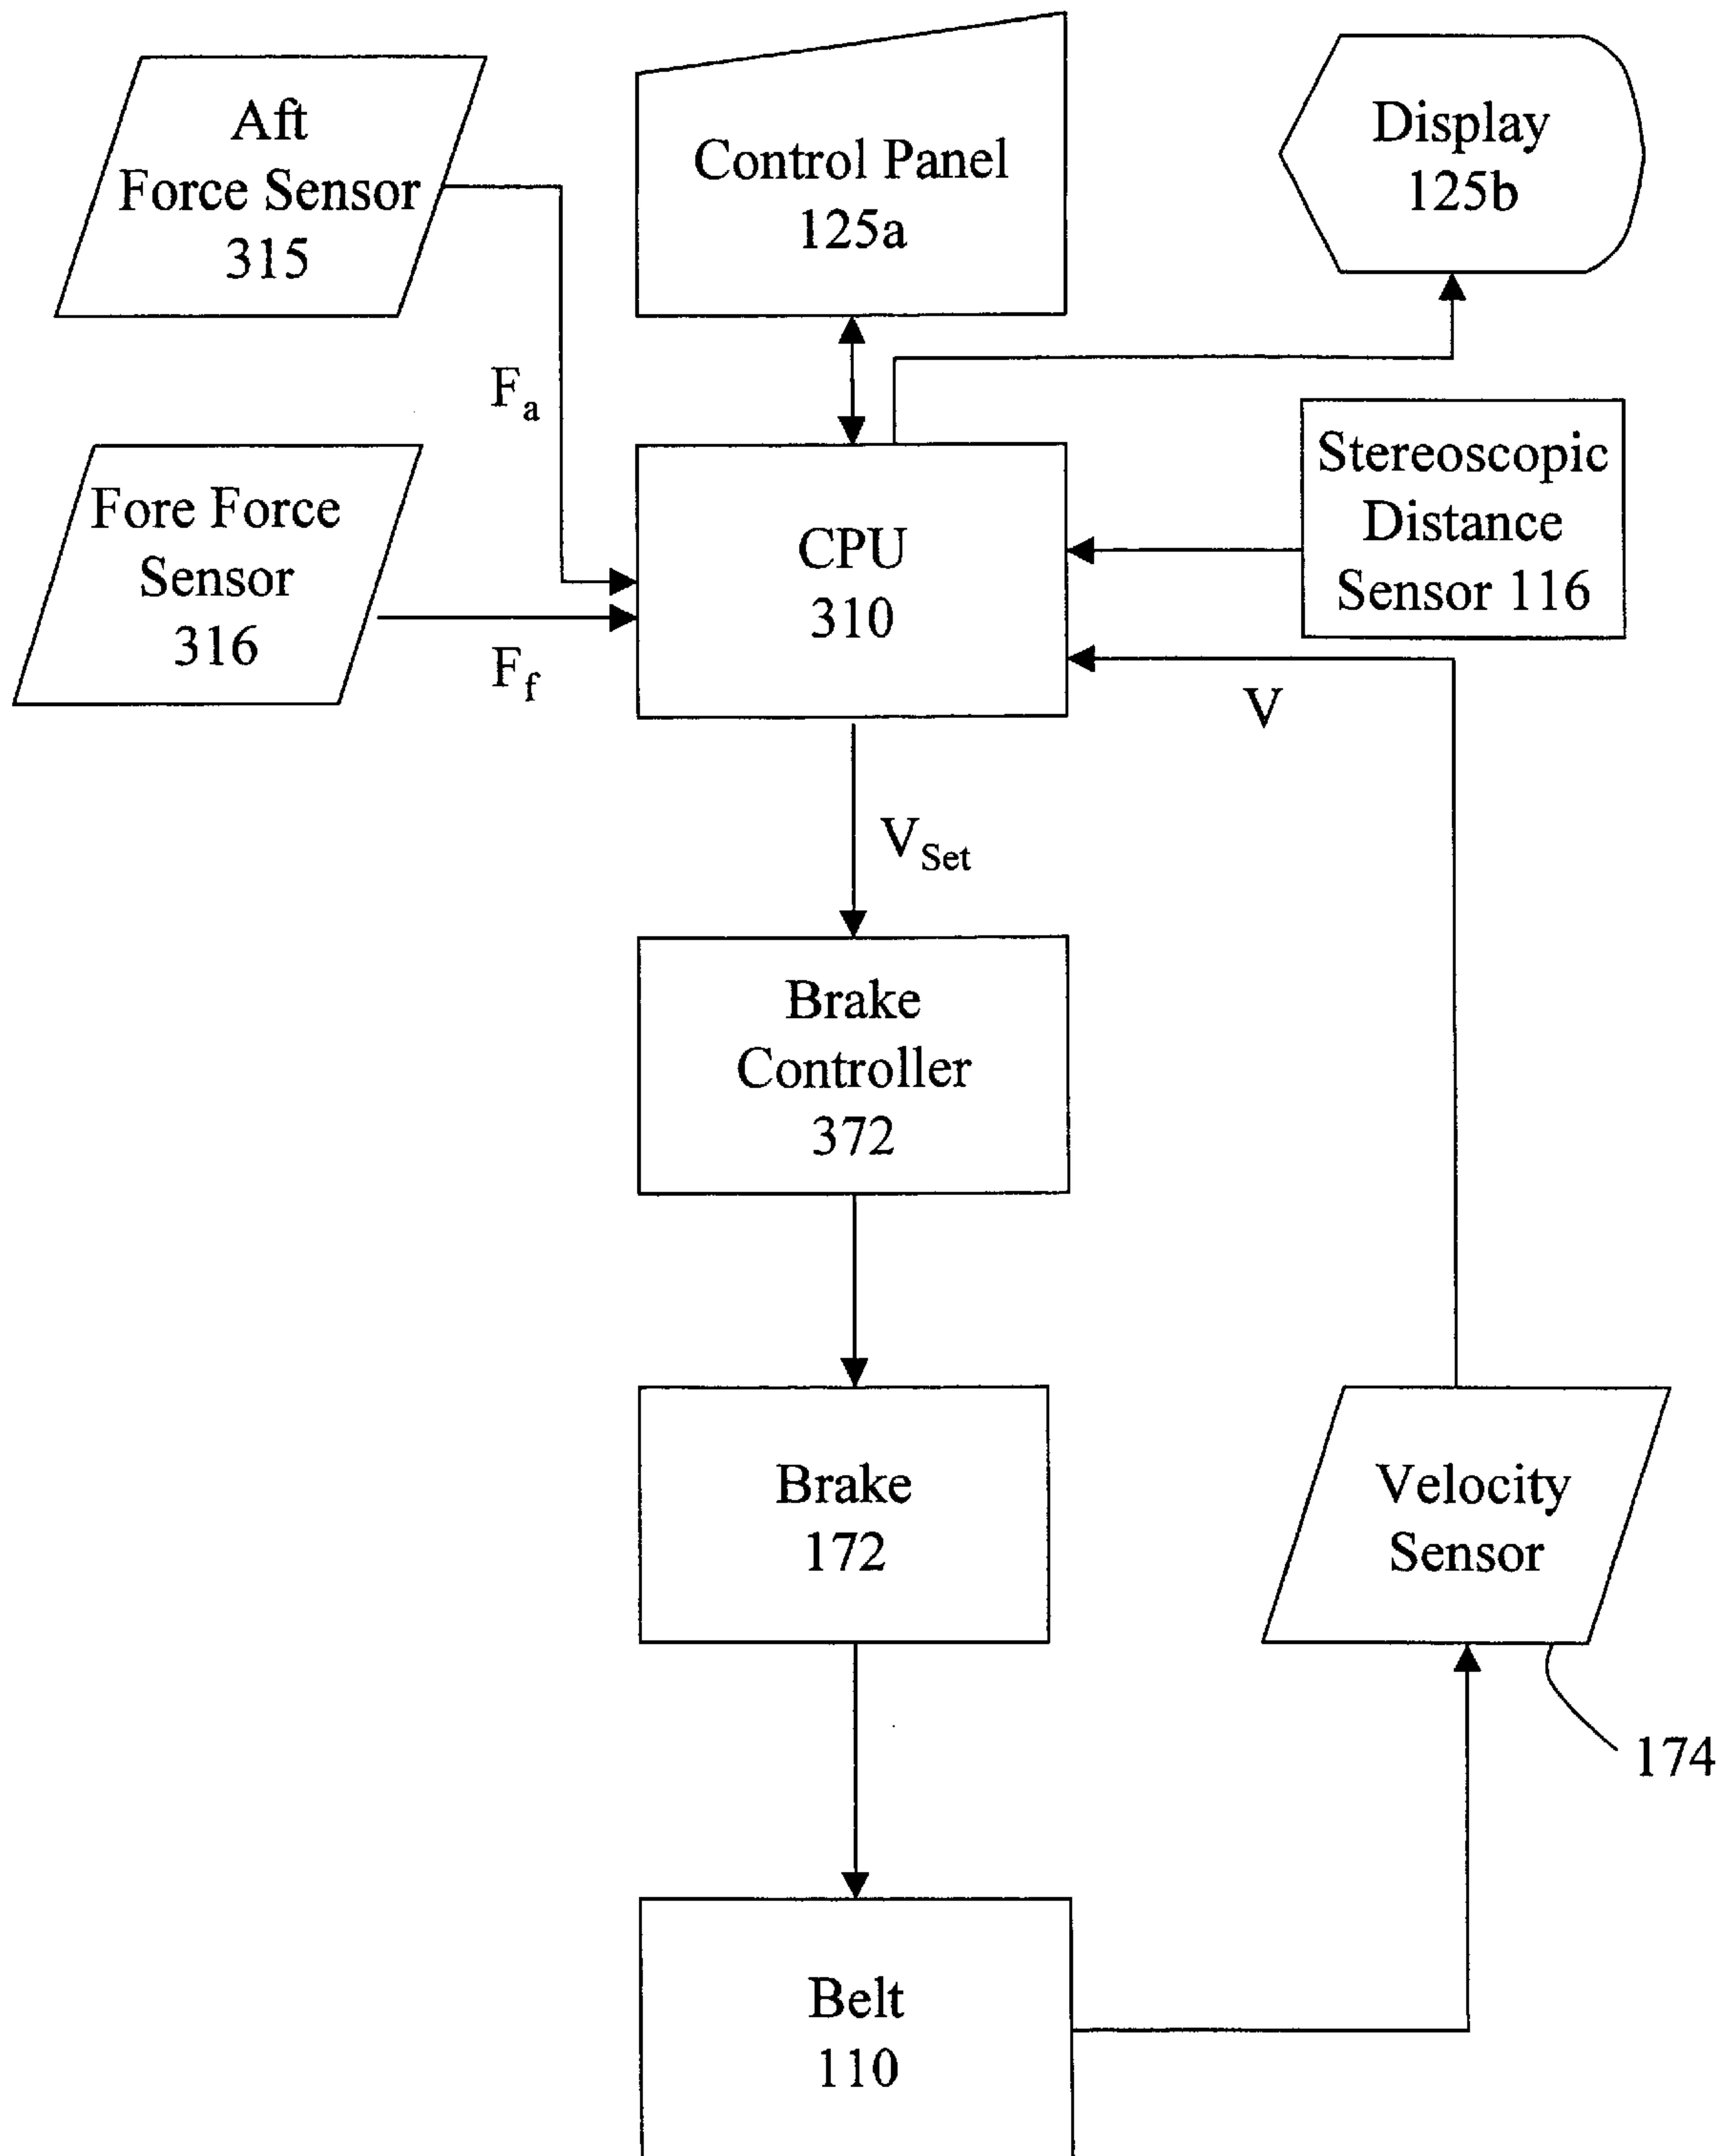 Aft
Force Sensor
315
Control Panel
125a
Display
125b
Fa
Fore Force
Sensor
316
Ff
CPU
310
Stereoscopic
Distance
Sensor 116
V
VSet
Brake
Controller
372
Brake
172
Velocity
Sensor
174
Belt
110